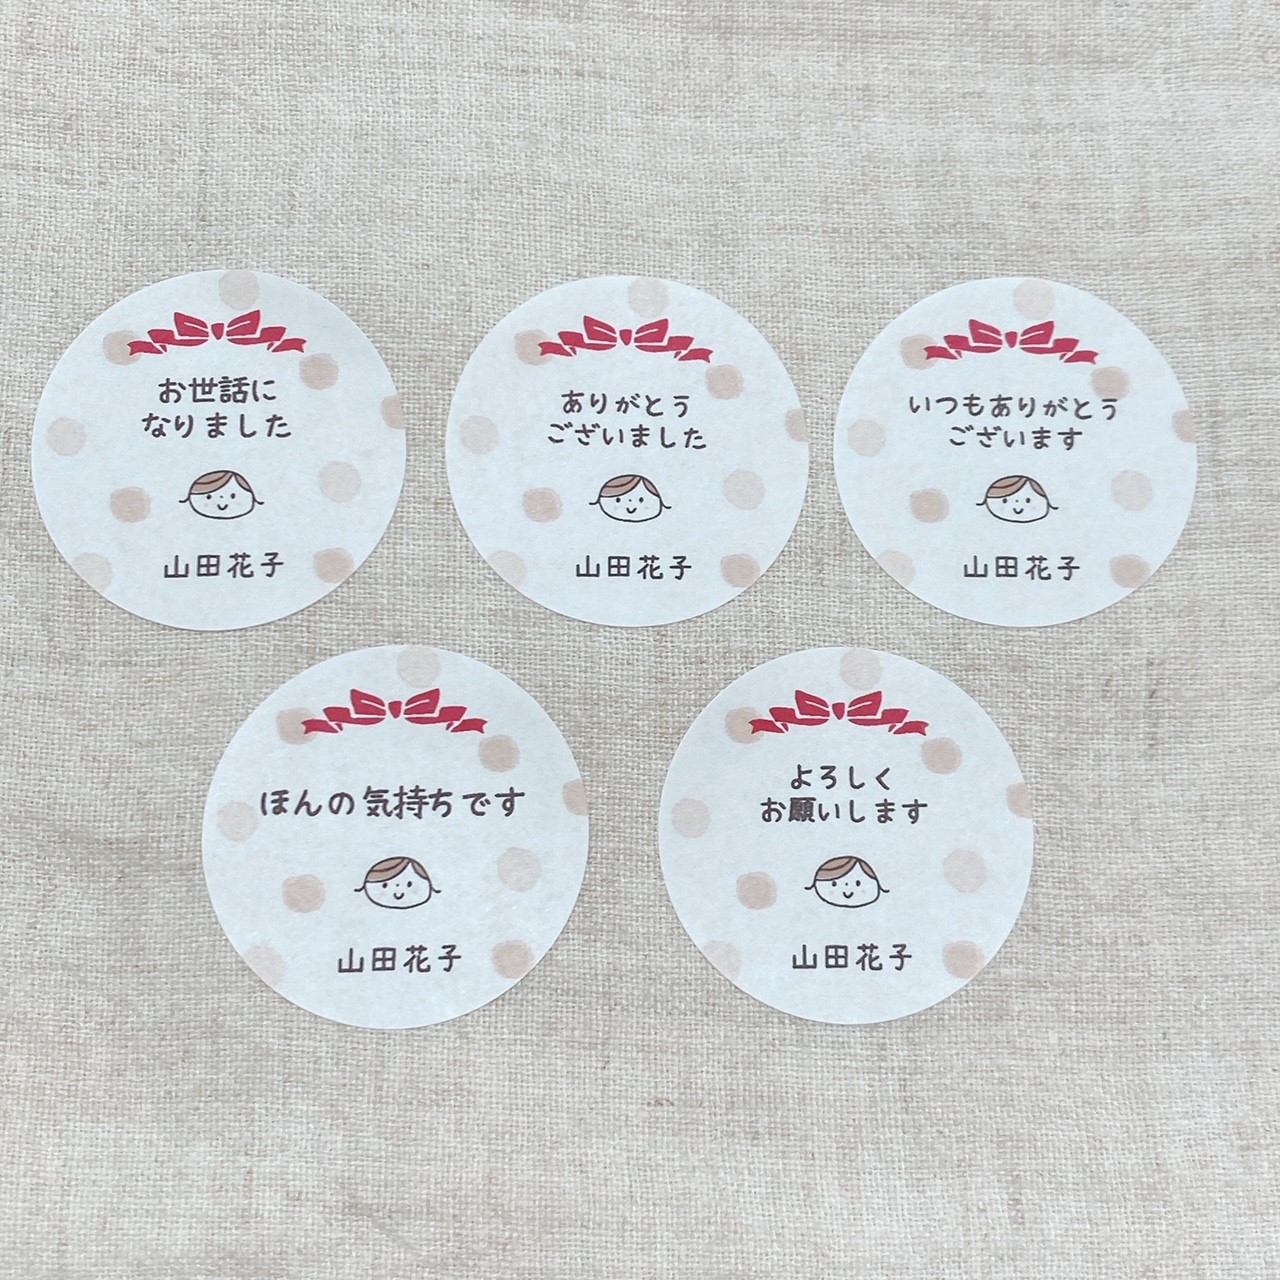 お世話に
なりました
山田花子
ありがとう
ございました
山田花子
いつもありがとう
ございます
山田花子
ほんの気持ちです
山田花子
よろしく
お願いします
山田花子